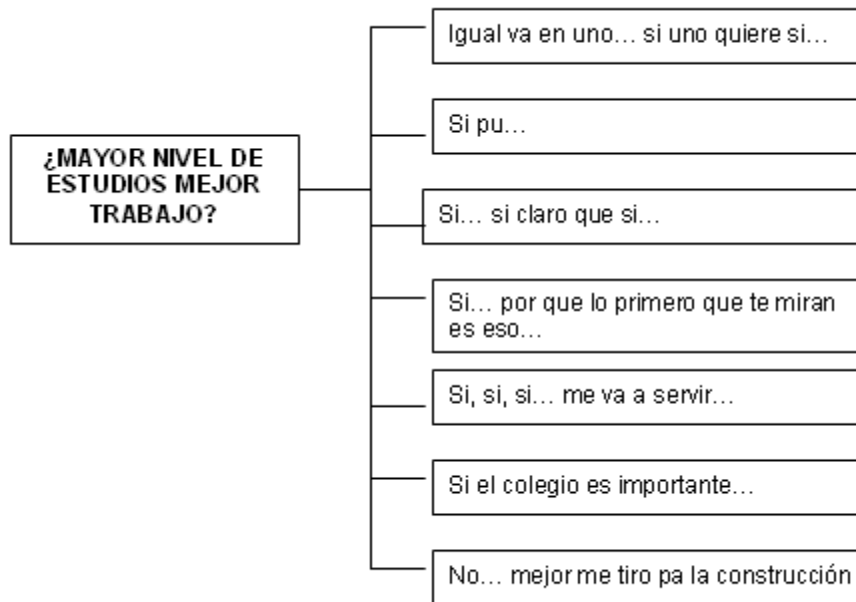 ¿MAYOR NIVEL DE
ESTUDIOS MEJOR
TRABAJO?
Igual va en uno... si uno quiere si...
Si pu...
Si... si claro que si...
Si... por que lo primero que te miran
es eso...
Si, si, si... me va a servir...
Si el colegio es importante...
No... mejor me tiro pa la construcción